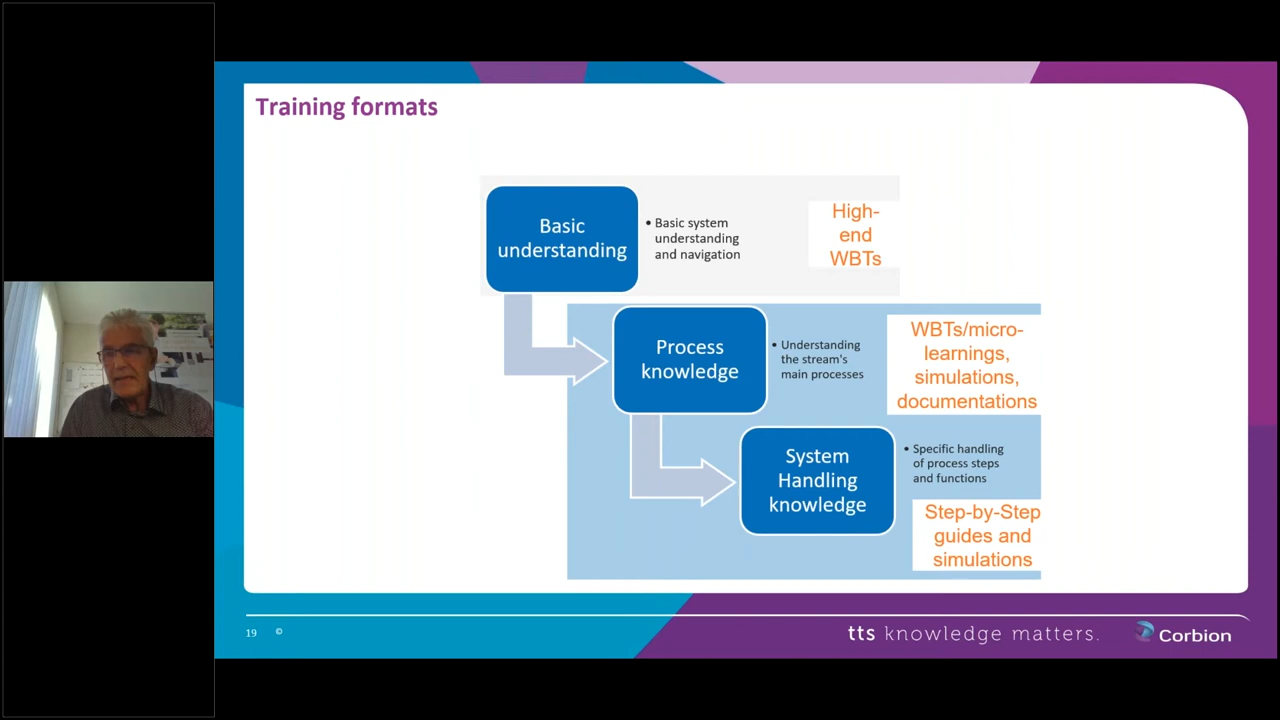 Training formats
Basic
understanding
• Basic system
understanding
and navigation
High-
end
WBTs
Process
knowledge
• Understanding
the stream's
main processes
WBTs/micro-
learnings,
simulations,
documentations
System
Handling
knowledge
• Specific handling
of process steps
and functions
Step-by-Step
guides and
simulations
19 ©
tts knowledge matters.
Corbion